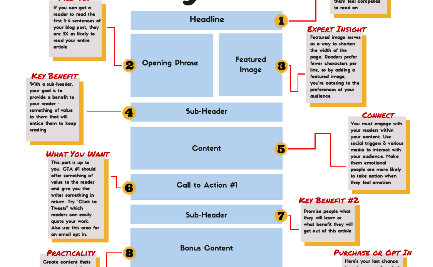 them feel compelled
to read on
If you can get a
reader to read the
first 3-4 sentences of
your blog post, they
are 3X as likely to
read your entire
article
Headline
1
Expert Insight
Featured image serves
as a way to shorten
the width of the
page. Readers prefer
fewer characters per
line, so by adding a
featured image,
you're catering to the
preferences of your
audience
2
Opening Phrase
Featured
Image
3
Key Benefit
With a sub-header,
your goal is to
provide a benefit to
your reader -
something of value
to them that will
entice them to keep
reading
4
Sub-Header
Connect
You must engage with
your readers within
your content. Use
social triggers & various
media to interact with
your audience. Make
them emotional -
people are more likely
to take action when
they feel emotion
Content
5
What You Want
This part is up to
you. CTA #1 should
offer something of
value to the reader
and give you the
writer something in
return. Try "Click to
Tweets" which
readers can easily
quote your work.
Also use this area for
an email opt in.
6
Call to Action #1
Key Benefit #2
Promise people what
they will learn or
what benefit they will
get out of this article
Sub-Header
7
Practicality
Create content thats
8
Bonus Content
Purchase or Opt In
Here's your last chance